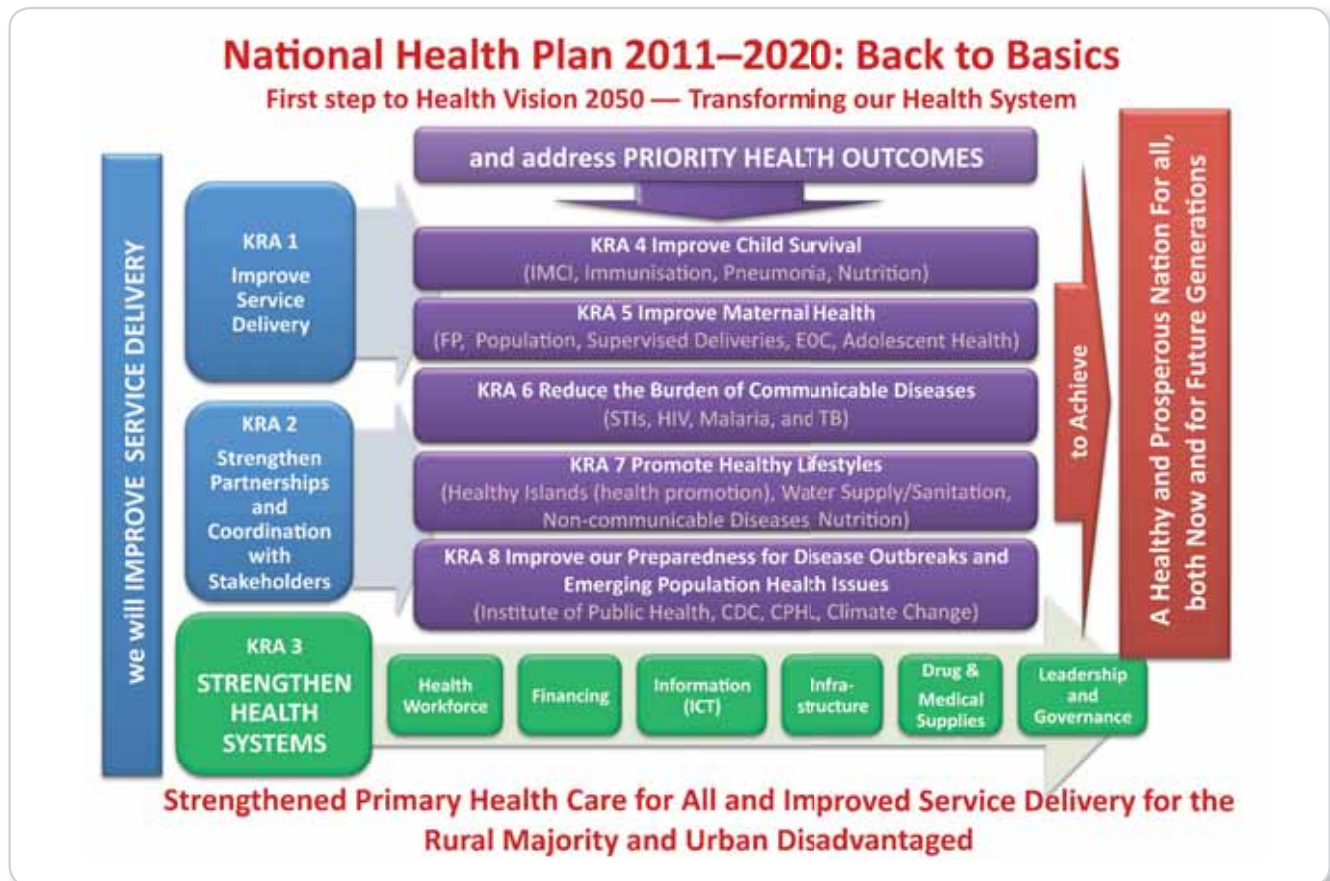 National Health Plan 2011–2020: Back to Basics
First step to Health Vision 2050 — Transforming our Health System
we will IMPROVE SERVICE DELIVERY
KRA 1
Improve
Service
Delivery
KRA 2
Strengthen
Partnerships
and
Coordination
with
Stakeholders
and address PRIORITY HEALTH OUTCOMES
KRA 4 Improve Child Survival
(IMCI, Immunisation, Pneumonia, Nutrition)
KRA 5 Improve Maternal Health
(FP, Population, Supervised Deliveries, EOC, Adolescent Health)
KRA 6 Reduce the Burden of Communicable Diseases
(STIs, HIV, Malaria, and TB)
KRA 7 Promote Healthy Lifestyles
(Healthy Islands (health promotion), Water Supply/Sanitation,
Non-communicable Diseases, Nutrition)
KRA 8 Improve our Preparedness for Disease Outbreaks and
Emerging Population Health Issues
(Institute of Public Health, CDC, CPHL, Climate Change)
to Achieve
A Healthy and Prosperous Nation For all,
both Now and for Future Generations
KRA 3
STRENGTHEN
HEALTH
SYSTEMS
Health
Workforce
Financing
Information
(ICT)
Infra-
structure
Drug &
Medical
Supplies
Leadership
and
Governance
Strengthened Primary Health Care for All and Improved Service Delivery for the
Rural Majority and Urban Disadvantaged